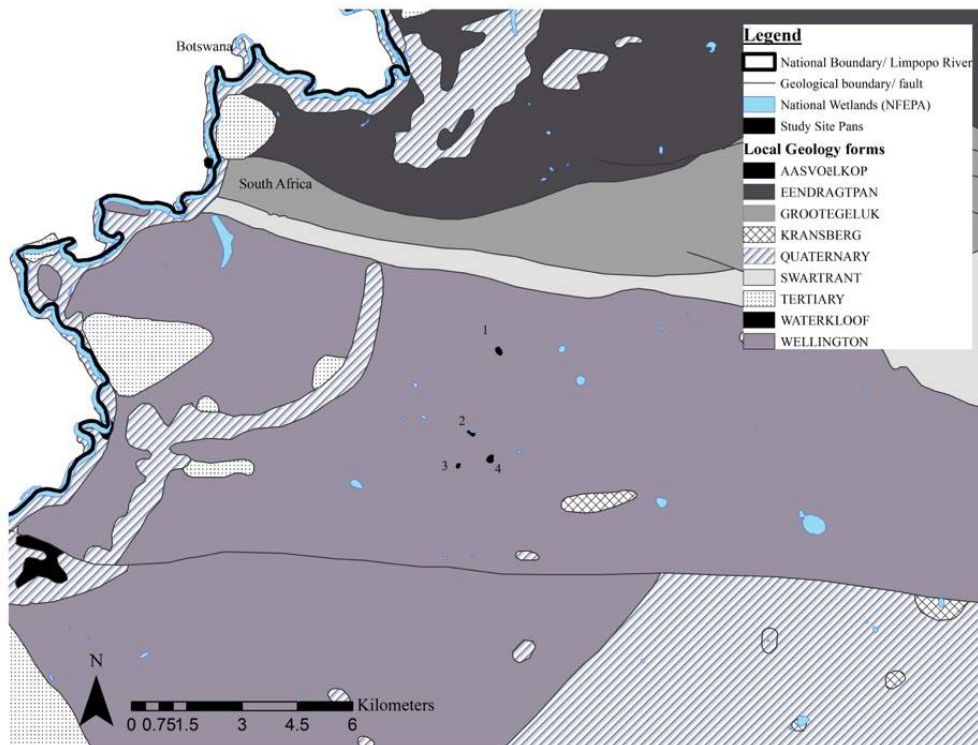 Botswana
South Africa
1
2
3
4
Legend
National Boundary/ Limpopo River
Geological boundary/ fault
National Wetlands (NFEPA)
Study Site Pans
Local Geology forms
AASVOëLKOP
EENDRAGTPAN
GROOTEGELUK
KRANSBERG
QUATERNARY
SWARTRANT
TERTIARY
WATERKLOOF
WELLINGTON
N
Kilometers
0 0.75 1.5 3 4.5 6